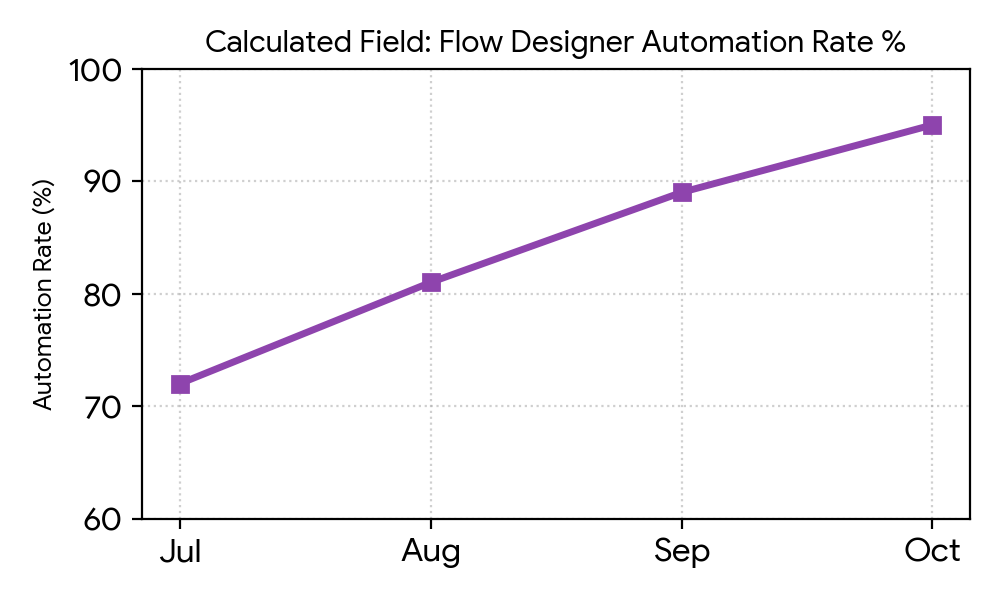 Calculated Field: Flow Designer Automation Rate %
Automation Rate (%)
100
90
80
70
60
Jul Aug Sep Oct